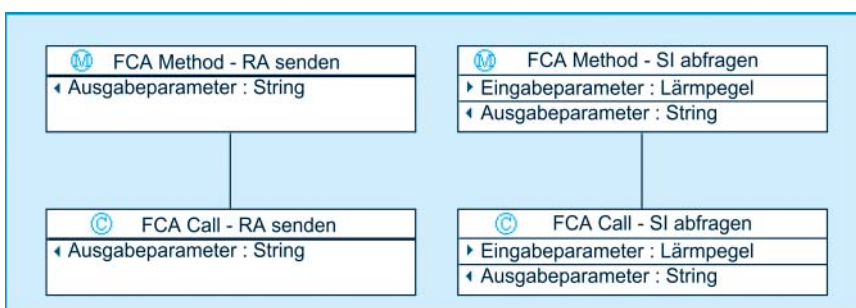 Ⓜ FCA Method - RA senden
Ausgabeparameter : String
Ⓜ FCA Method - SI abfragen
Eingabeparameter : Lärmpegel
Ausgabeparameter : String
Ⓒ FCA Call - RA senden
Ausgabeparameter : String
Ⓒ FCA Call - SI abfragen
Eingabeparameter : Lärmpegel
Ausgabeparameter : String